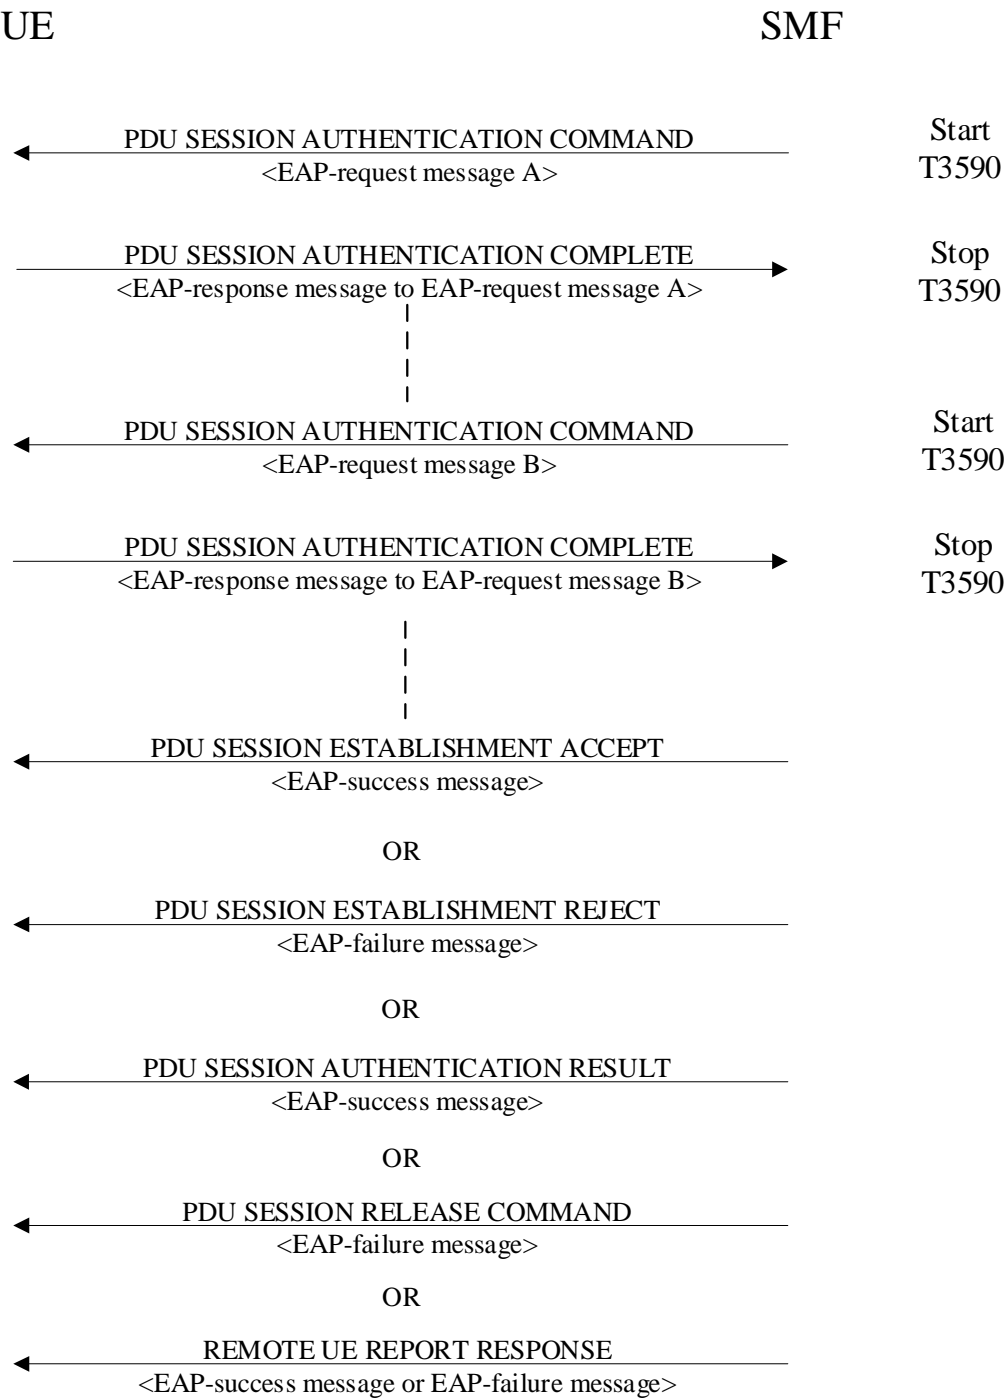 UE SMF
PDU SESSION AUTHENTICATION COMMAND
<EAP-request message A>
Start
T3590
PDU SESSION AUTHENTICATION COMPLETE
<EAP-response message to EAP-request message A>
Stop
T3590
PDU SESSION AUTHENTICATION COMMAND
<EAP-request message B>
Start
T3590
PDU SESSION AUTHENTICATION COMPLETE
<EAP-response message to EAP-request message B>
Stop
T3590
PDU SESSION ESTABLISHMENT ACCEPT
<EAP-success message>
OR
PDU SESSION ESTABLISHMENT REJECT
<EAP-failure message>
OR
PDU SESSION AUTHENTICATION RESULT
<EAP-success message>
OR
PDU SESSION RELEASE COMMAND
<EAP-failure message>
OR
REMOTE UE REPORT RESPONSE
<EAP-success message or EAP-failure message>